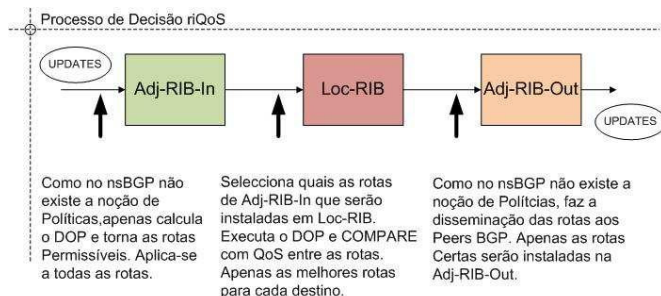 Processo de Decisão riQoS
UPDATES
Adj-RIB-In
Loc-RIB
Adj-RIB-Out
UPDATES
Como no nsBGP não
existe a noção de
Políticas,apenas calcula
o DOP e torna as rotas
Permissíveis. Aplica-se
a todas as rotas.
Selecciona quais as rotas
de Adj-RIB-In que serão
instaladas em Loc-RIB.
Executa o DOP e COMPARE
com QoS entre as rotas.
Apenas as melhores rotas
para cada destino.
Como no nsBGP não existe a
noção de Poltícias, faz a
disseminação das rotas aos
Peers BGP. Apenas as rotas
Certas serão instaladas na
Adj-RIB-Out.